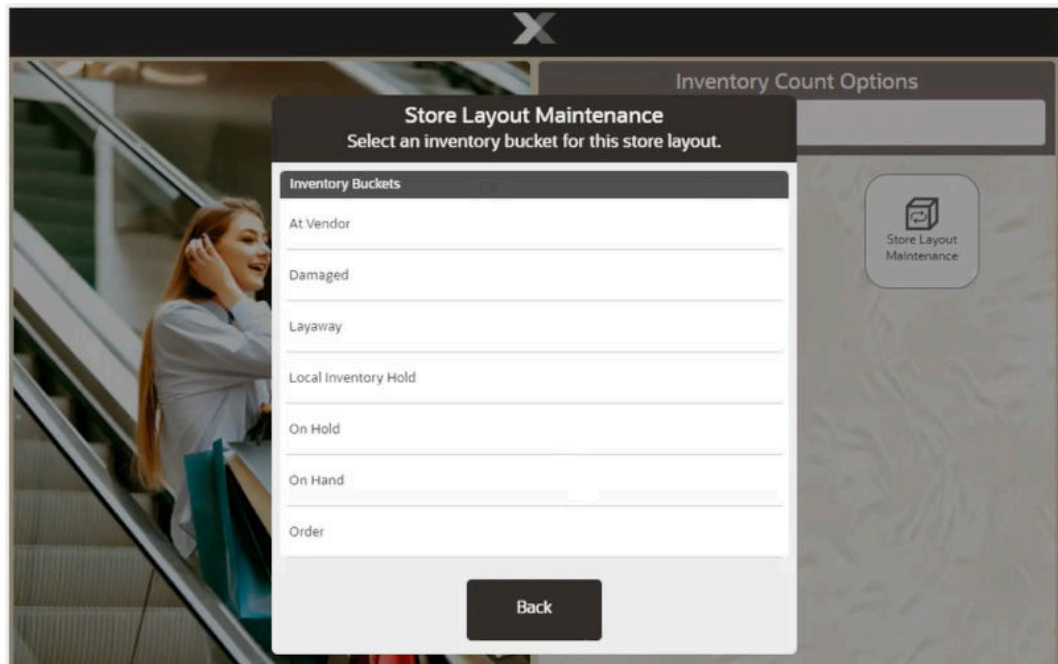 Inventory Count Options
Store Layout Maintenance
Select an inventory bucket for this store layout.
Inventory Buckets
At Vendor
Damaged
Layaway
Local Inventory Hold
On Hold
On Hand
Order
Back
Store Layout
Maintenance